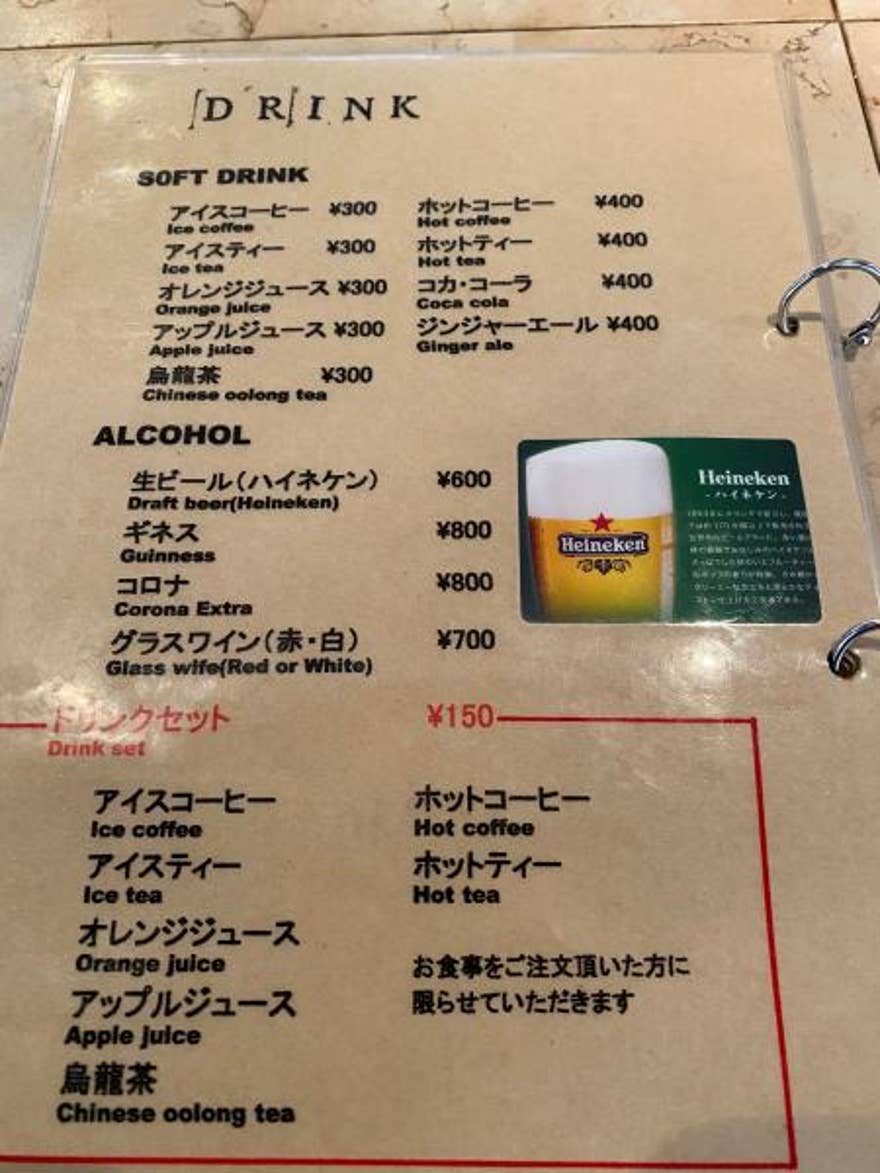 DRINK
SOFT DRINK
アイスコーヒー ¥300
Ice coffee
アイスティー ¥300
Ice tea
オレンジジュース ¥300
Orange juice
アップルジュース ¥300
Apple juice
烏龍茶 ¥300
Chinese oolong tea
ホットコーヒー ¥400
Hot coffee
ホットティー ¥400
Hot tea
コカ・コーラ ¥400
Coca cola
ジンジャーエール ¥400
Ginger ale
ALCOHOL
生ビール(ハイネケン) ¥600
Draft beer(Heineken)
ギネス ¥800
Guinness
コロナ ¥800
Corona Extra
グラスワイン(赤・白) ¥700
Glass wife(Red or White)
Heineken
Heineken
-ハイネケン-
ドリンクセット ¥150
Drink set
アイスコーヒー
Ice coffee
アイスティー
Ice tea
オレンジジュース
Orange juice
アップルジュース
Apple juice
烏龍茶
Chinese oolong tea
ホットコーヒー
Hot coffee
ホットティー
Hot tea
お食事をご注文頂いた方に
限らせていただきます